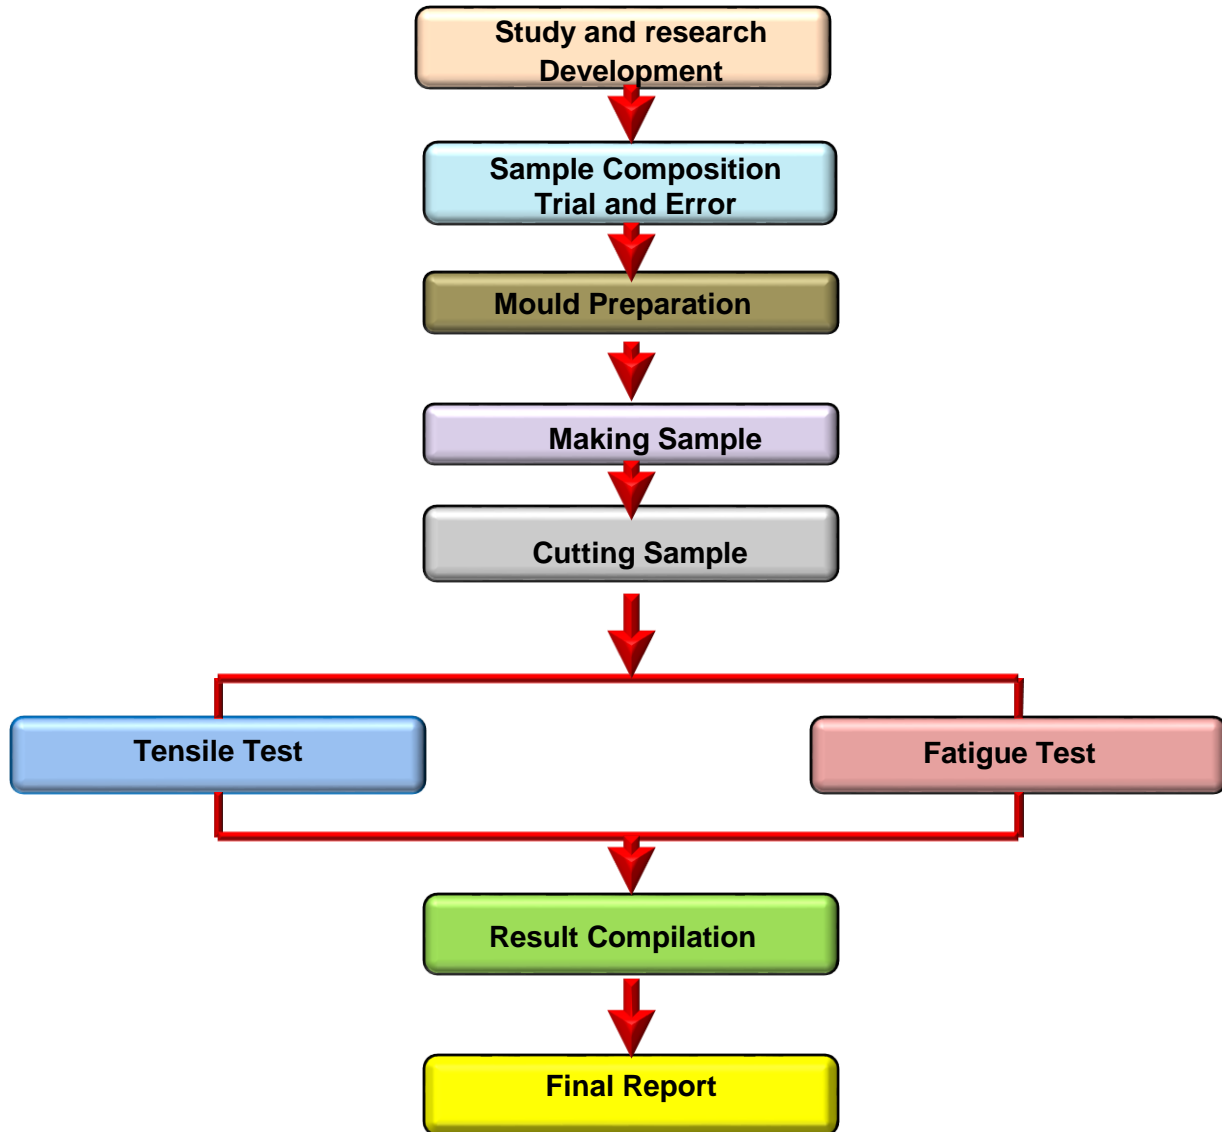 Study and research
Development
Sample Composition
Trial and Error
Mould Preparation
Making Sample
Cutting Sample
Tensile Test
Fatigue Test
Result Compilation
Final Report